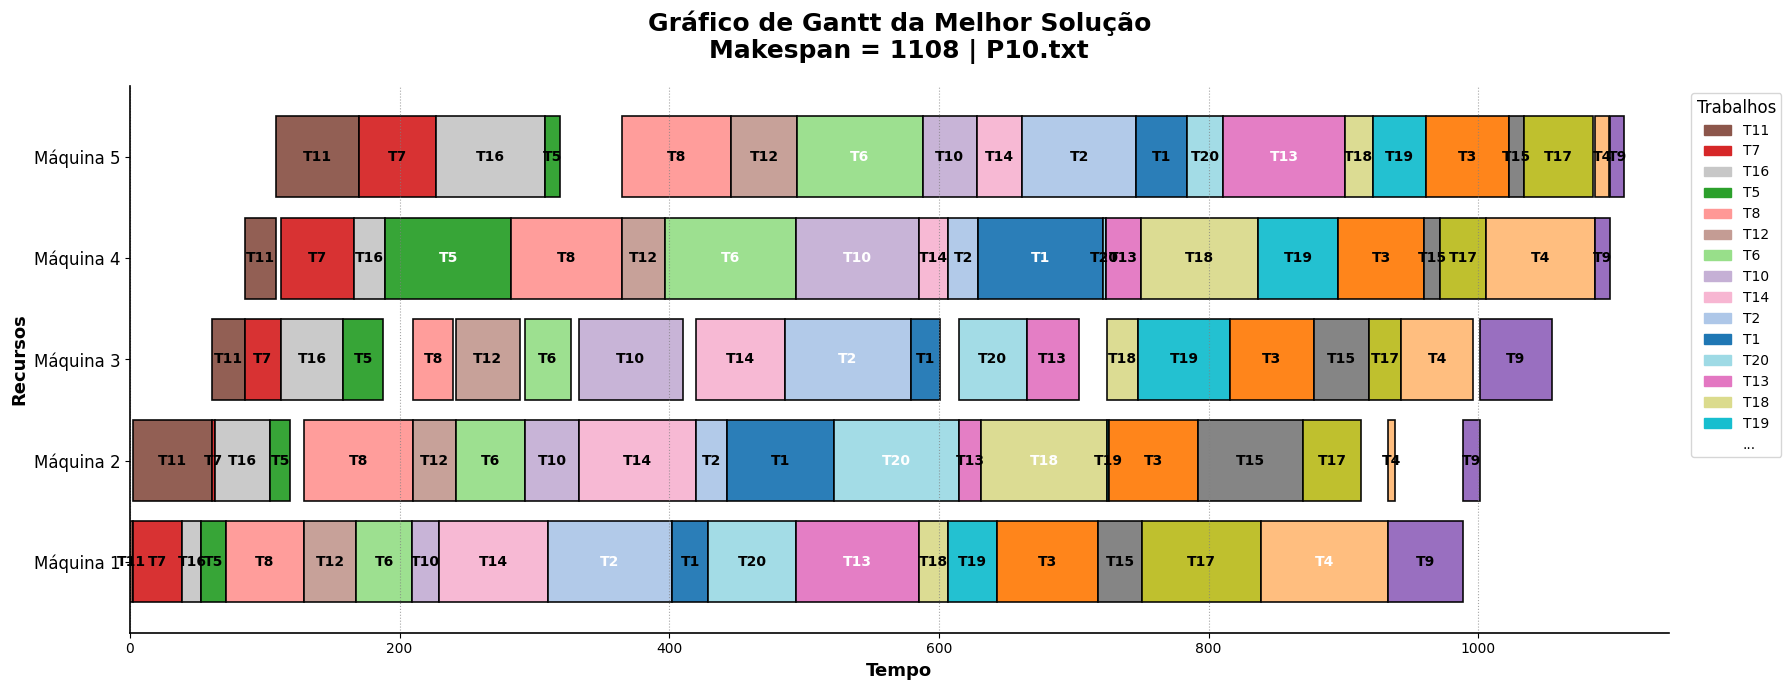 Gráfico de Gantt da Melhor Solução
Makespan = 1108 | P10.txt
Recursos
Máquina 5
T11 T7 T16 T5 T8 T12 T6 T10 T14 T2 T1 T20 T13 T18 T19 T3 T15 T17 T4 T9
Máquina 4
T11 T7 T16 T5 T8 T12 T6 T10 T14 T2 T1 T20 T13 T18 T19 T3 T15 T17 T4 T9
Máquina 3
T11 T7 T16 T5 T8 T12 T6 T10 T14 T2 T1 T20 T13 T18 T19 T3 T15 T17 T4 T9
Máquina 2
T11 T7 T16 T5 T8 T12 T6 T10 T14 T2 T1 T20 T13 T18 T19 T3 T15 T17 T4 T9
Máquina 1
T11 T7 T16 T5 T8 T12 T6 T10 T14 T2 T1 T20 T13 T18 T19 T3 T15 T17 T4 T9
0 200 400 600 800 1000
Tempo
Trabalhos
T11
T7
T16
T5
T8
T12
T6
T10
T14
T2
T1
T20
T13
T18
T19
...